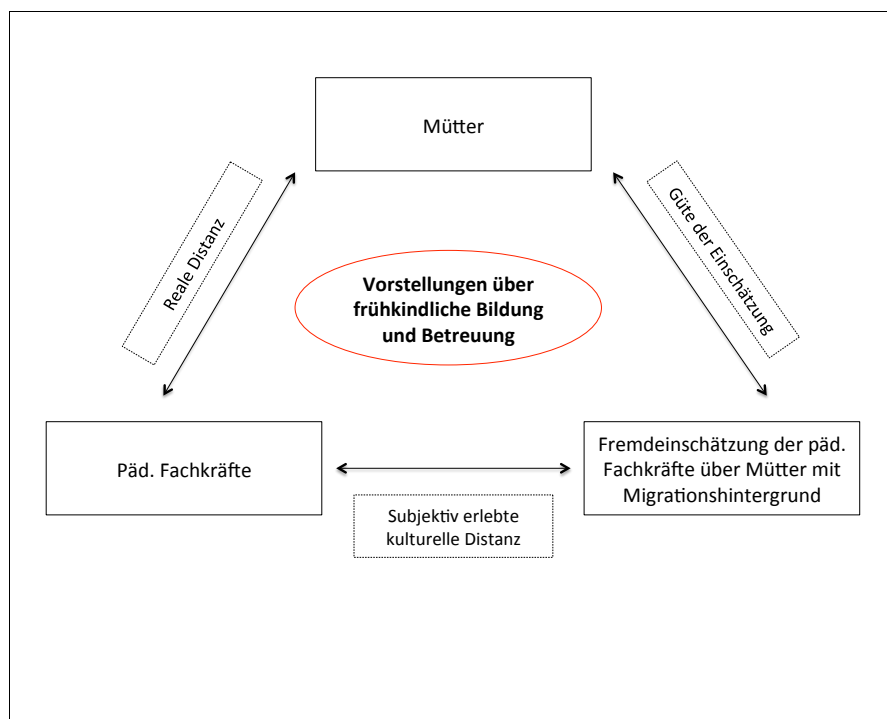 Mütter
Reale Distanz
Güte der Einschätzung
Vorstellungen über
frühkindliche Bildung
und Betreuung
Päd. Fachkräfte
Fremdeinschätzung der päd.
Fachkräfte über Mütter mit
Migrationshintergrund
Subjektiv erlebte
kulturelle Distanz